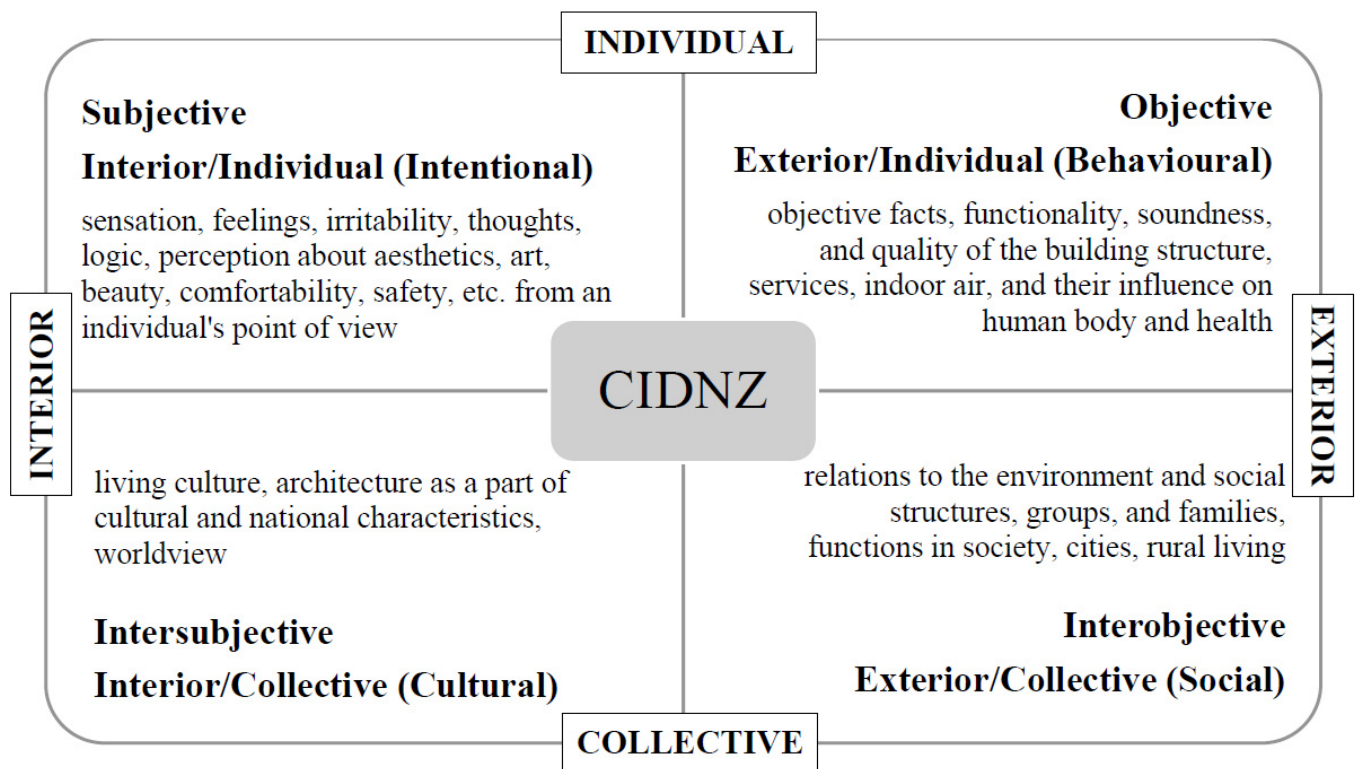 INDIVIDUAL
Subjective
Interior/Individual (Intentional)
sensation, feelings, irritability, thoughts,
logic, perception about aesthetics, art,
beauty, comfortability, safety, etc. from an
individual's point of view
Objective
Exterior/Individual (Behavioural)
objective facts, functionality, soundness,
and quality of the building structure,
services, indoor air, and their influence on
human body and health
INTERIOR
CIDNZ
EXTERIOR
living culture, architecture as a part of
cultural and national characteristics,
worldview
Intersubjective
Interior/Collective (Cultural)
relations to the environment and social
structures, groups, and families,
functions in society, cities, rural living
Interobjective
Exterior/Collective (Social)
COLLECTIVE